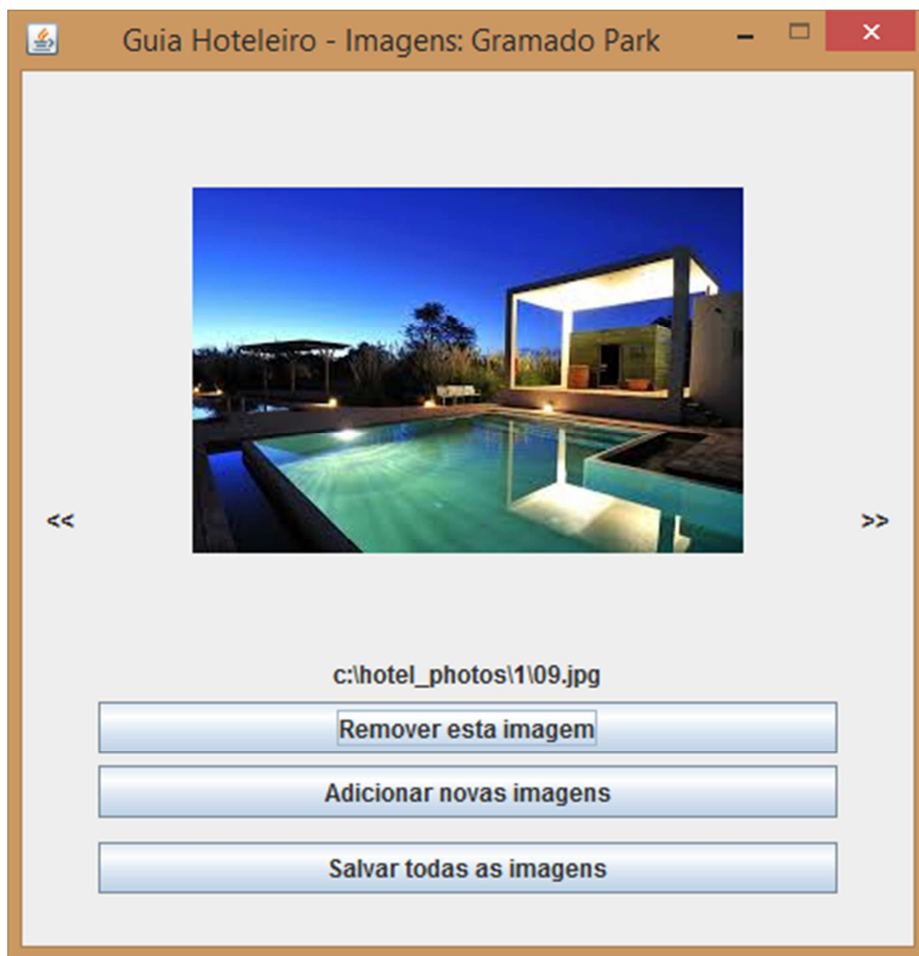 Guia Hoteleiro - Imagens: Gramado Park
<<
>>
c:\hotel_photos\1\09.jpg
Remover esta imagem
Adicionar novas imagens
Salvar todas as imagens